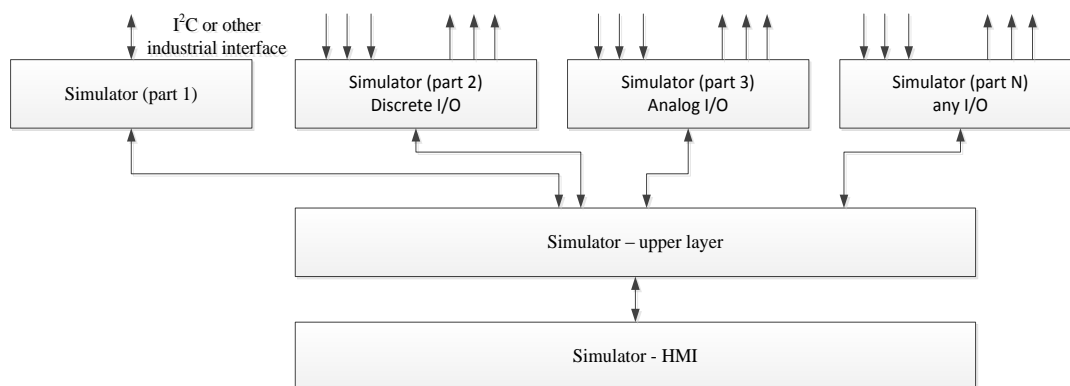 I²C or other
industrial interface
Simulator (part 1)
Simulator (part 2)
Discrete I/O
Simulator (part 3)
Analog I/O
Simulator (part N)
any I/O
Simulator – upper layer
Simulator - HMI